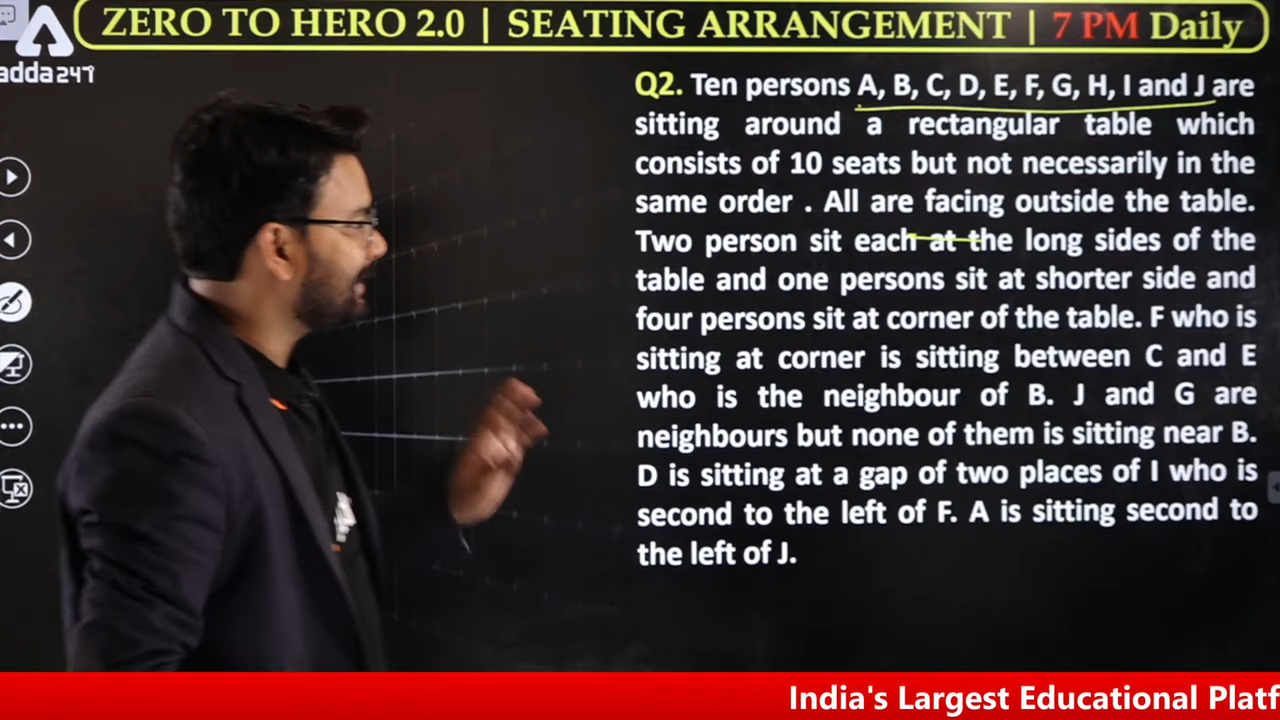 ZERO TO HERO 2.0 | SEATING ARRANGEMENT | 7 PM Daily
adda247
Q2. Ten persons A, B, C, D, E, F, G, H, I and J are
sitting around a rectangular table which
consists of 10 seats but not necessarily in the
same order . All are facing outside the table.
Two person sit each at the long sides of the
table and one persons sit at shorter side and
four persons sit at corner of the table. F who is
sitting at corner is sitting between C and E
who is the neighbour of B. J and G are
neighbours but none of them is sitting near B.
D is sitting at a gap of two places of I who is
second to the left of F. A is sitting second to
the left of J.
India's Largest Educational Platf